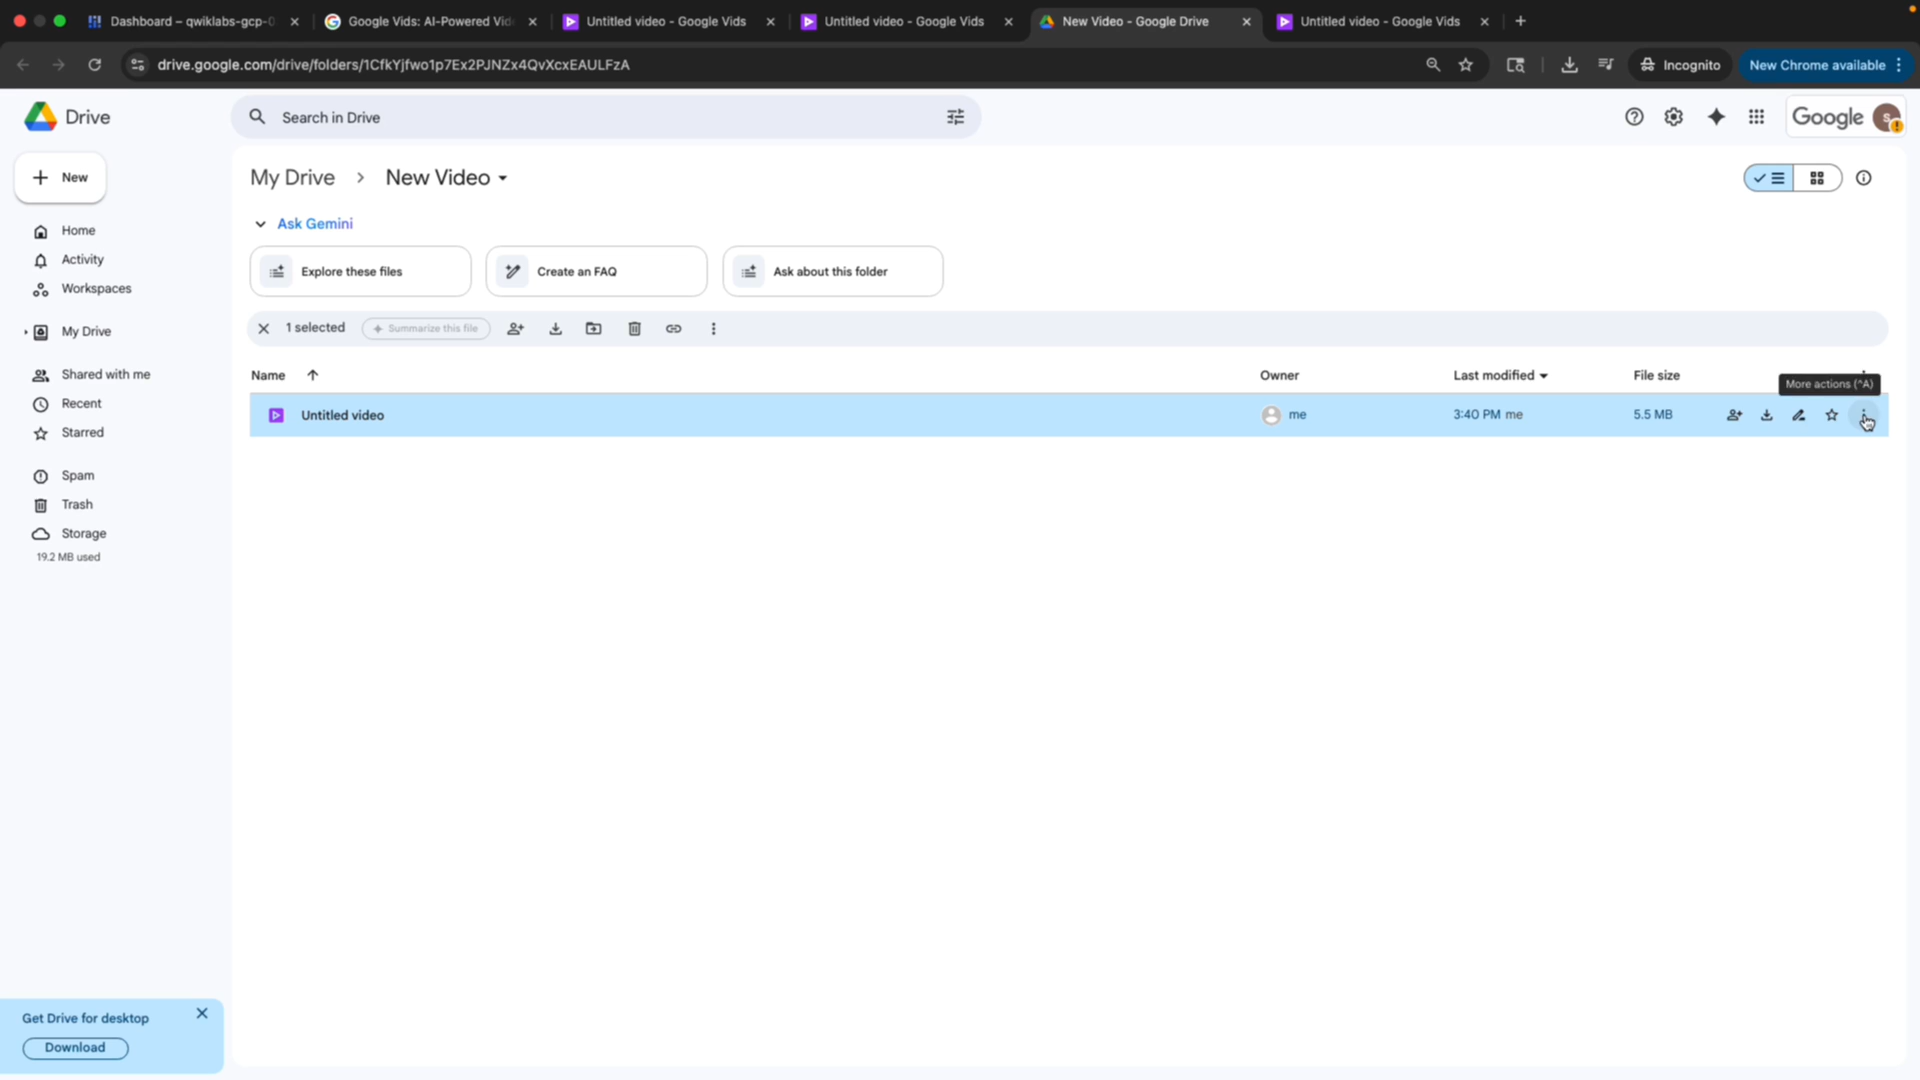 Dashboard – qwiklabs-gcp-0
Google Vids: AI-Powered Vid
Untitled video - Google Vids
Untitled video - Google Vids
New Video - Google Drive
Untitled video - Google Vids
drive.google.com/drive/folders/1CfkYjfwo1p7Ex2PJNZx4QvXcxEAULFzA
Incognito
New Chrome available
Drive
Search in Drive
Google
S
New
My Drive
New Video
Ask Gemini
Explore these files
Create an FAQ
Ask about this folder
Home
Activity
Workspaces
My Drive
Shared with me
Recent
Starred
Spam
Trash
Storage
19.2 MB used
1 selected
Summarize this file
Name
Owner
Last modified
File size
More actions (^A)
Untitled video
me
3:40 PM me
5.5 MB
Get Drive for desktop
Download